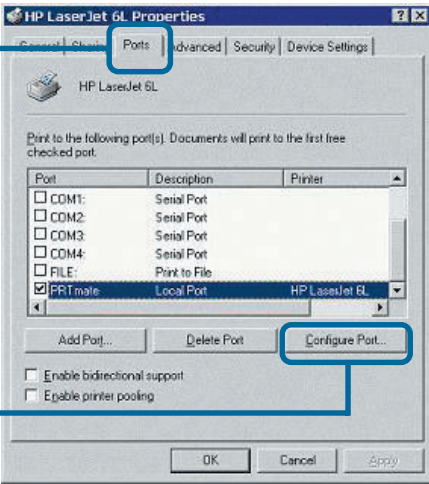 HP LaserJet 6L Properties
General Sharing Ports Advanced Security Device Settings
HP LaserJet 6L
Print to the following port(s). Documents will print to the first free
checked port.
Port Description Printer
COM1: Serial Port
COM2: Serial Port
COM3: Serial Port
COM4: Serial Port
FILE: Print to File
PRTmate Local Port HP LaserJet 6L
Add Port... Delete Port Configure Port...
Enable bidirectional support
Enable printer pooling
OK Cancel Apply